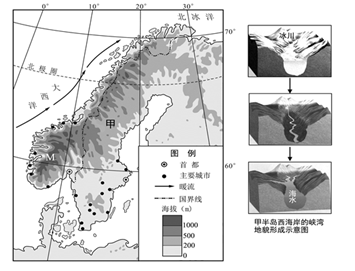 0° 10° 20° 30° 北冰洋
70°
北极圈
大西洋
甲
M
60°
图例
首都
主要城市
暖流
国界线
海拔(m)
1000
500
200
0
冰川
海水
甲半岛西海岸的峡湾
地貌形成示意图